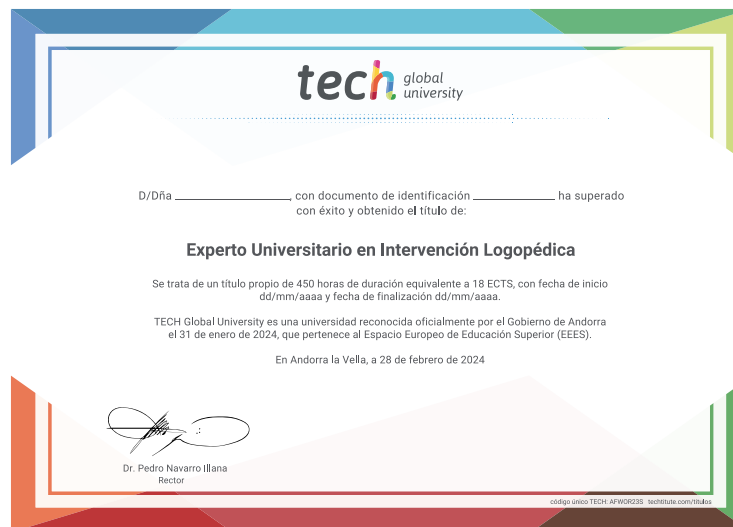 tech global university
D/Dña ____________, con documento de identificación ____________ ha superado
con éxito y obtenido el título de:
Experto Universitario en Intervención Logopédica
Se trata de un título propio de 450 horas de duración equivalente a 18 ECTS, con fecha de inicio
dd/mm/aaaa y fecha de finalización dd/mm/aaaa.
TECH Global University es una universidad reconocida oficialmente por el Gobierno de Andorra
el 31 de enero de 2024, que pertenece al Espacio Europeo de Educación Superior (EEES).
En Andorra la Vella, a 28 de febrero de 2024
Dr. Pedro Navarro Illana
Rector
código único TECH: AFWOR23S techtitute.com/titulos